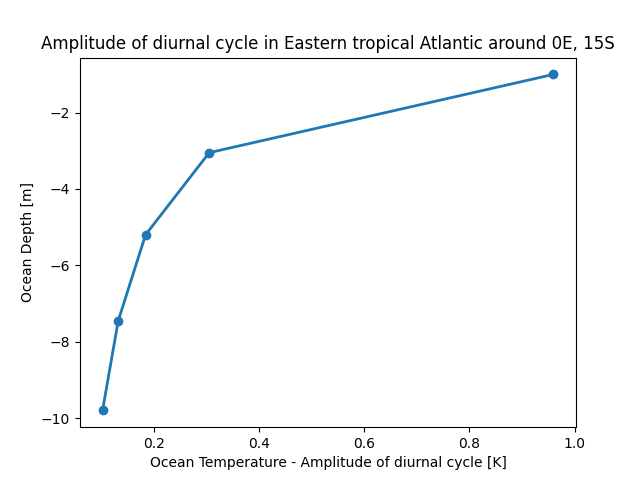 Amplitude of diurnal cycle in Eastern tropical Atlantic around 0E, 15S
−2
−4
−6
−8
−10
Ocean Depth [m]
0.2 0.4 0.6 0.8 1.0
Ocean Temperature - Amplitude of diurnal cycle [K]